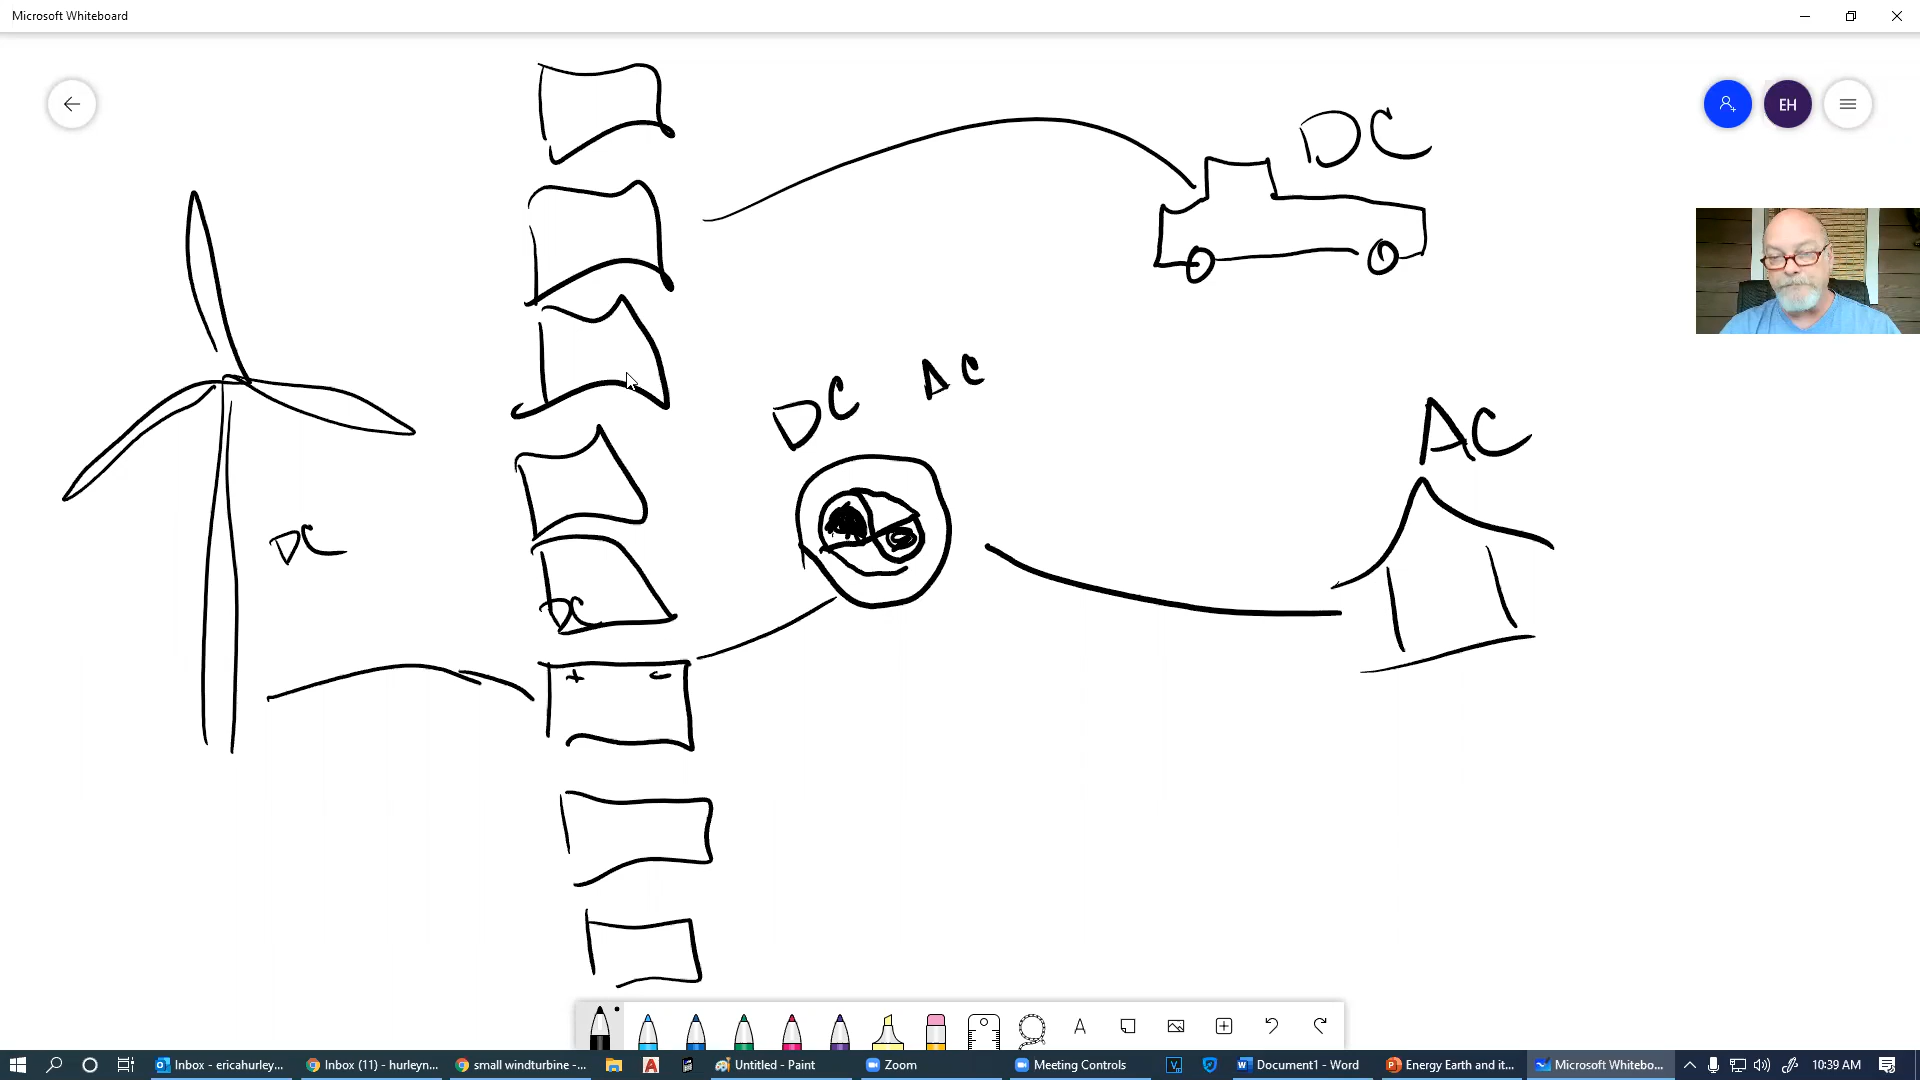 Microsoft Whiteboard
EH
DC
DC AC
AC
DC
DC
+ -
Inbox - ericahurley...
Inbox (11) - hurleyn...
small windturbine -...
Untitled - Paint
Zoom
Meeting Controls
Document1 - Word
Energy Earth and it...
Microsoft Whitebo...
10:39 AM